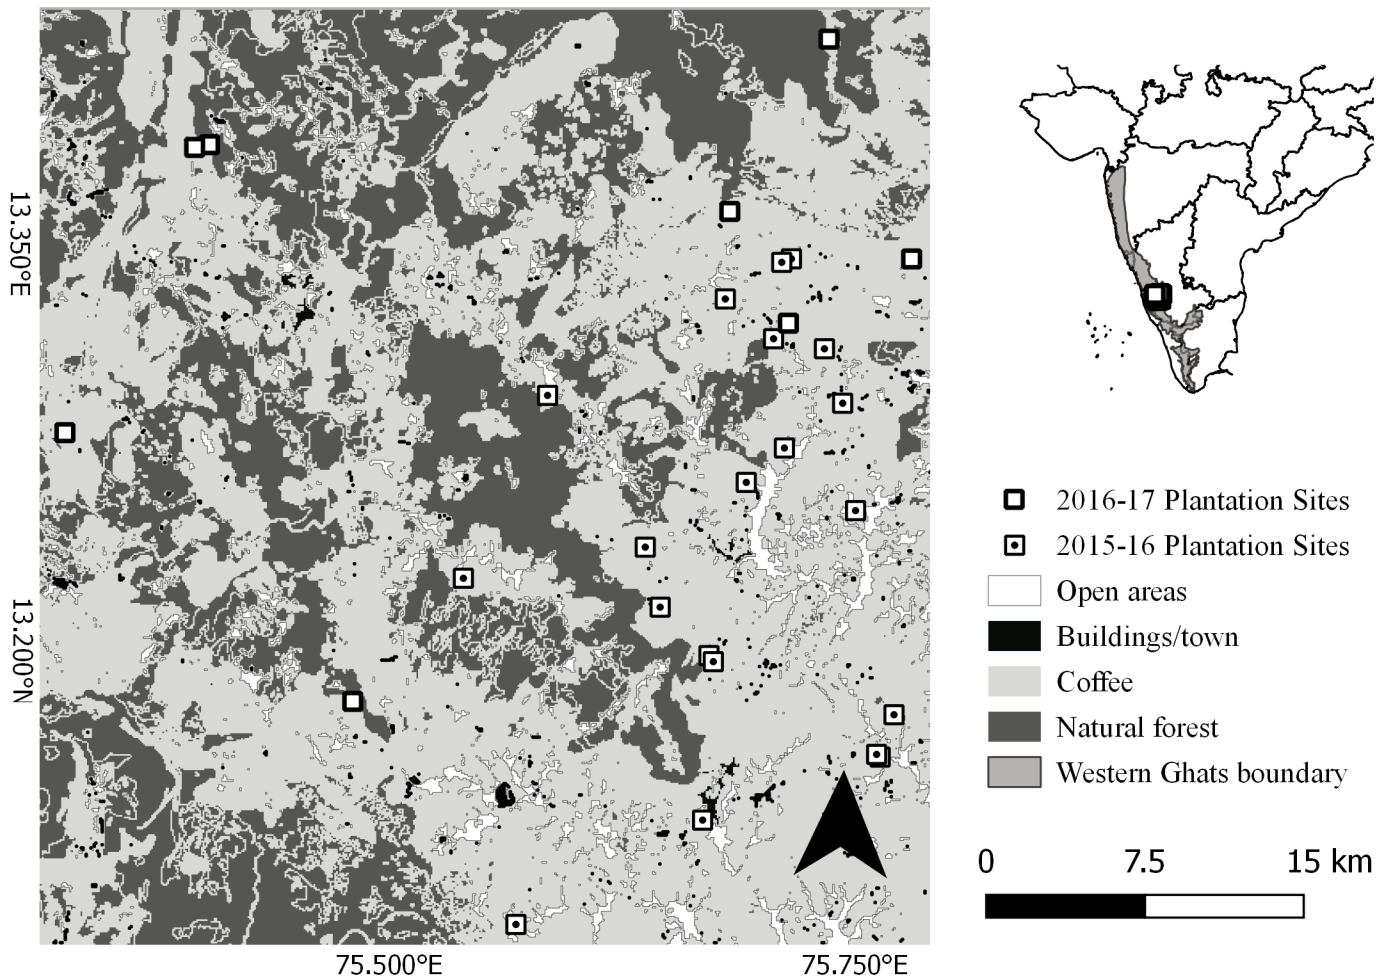 13.350°E
13.200°N
75.500°E
75.750°E
2016-17 Plantation Sites
2015-16 Plantation Sites
Open areas
Buildings/town
Coffee
Natural forest
Western Ghats boundary
0 7.5 15 km